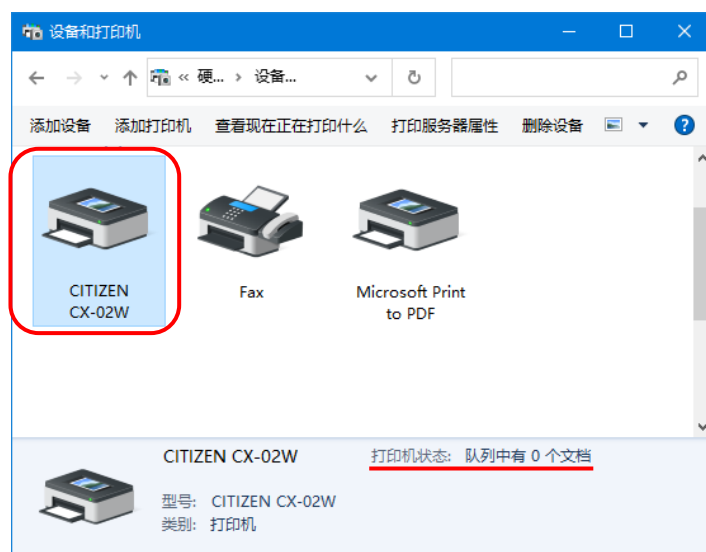 设备和打印机
« 硬... › 设备...
添加设备 添加打印机 查看现在正在打印什么 打印服务器属性 删除设备
CITIZEN
CX-02W
Fax
Microsoft Print
to PDF
CITIZEN CX-02W 打印机状态: 队列中有 0 个文档
型号: CITIZEN CX-02W
类别: 打印机